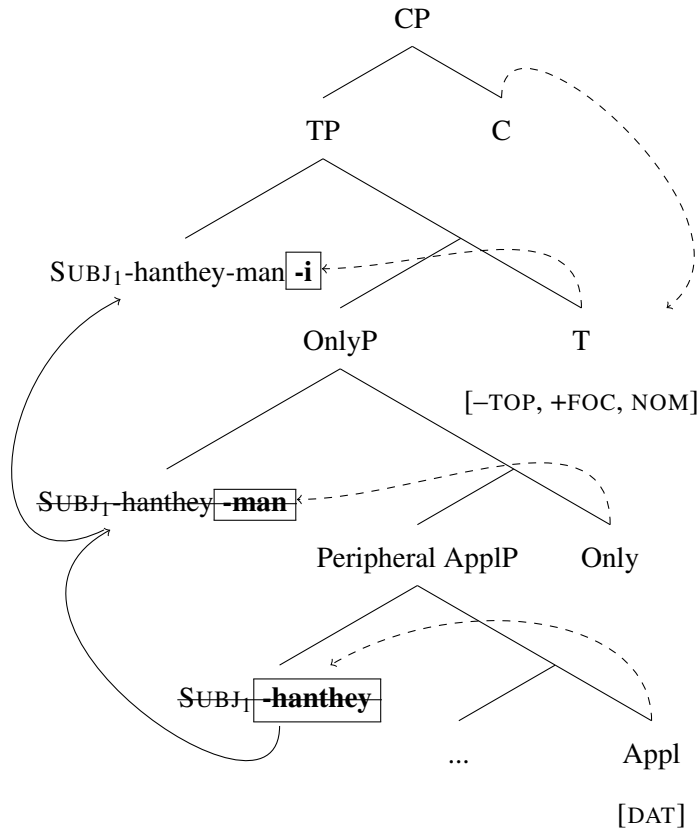 CP
TP C
SUBJ₁-hanthey-man -i
OnlyP T
[–TOP, +FOC, NOM]
SUBJ₁-hanthey -man
Peripheral ApplP Only
SUBJ₁ -hanthey
... Appl
[DAT]